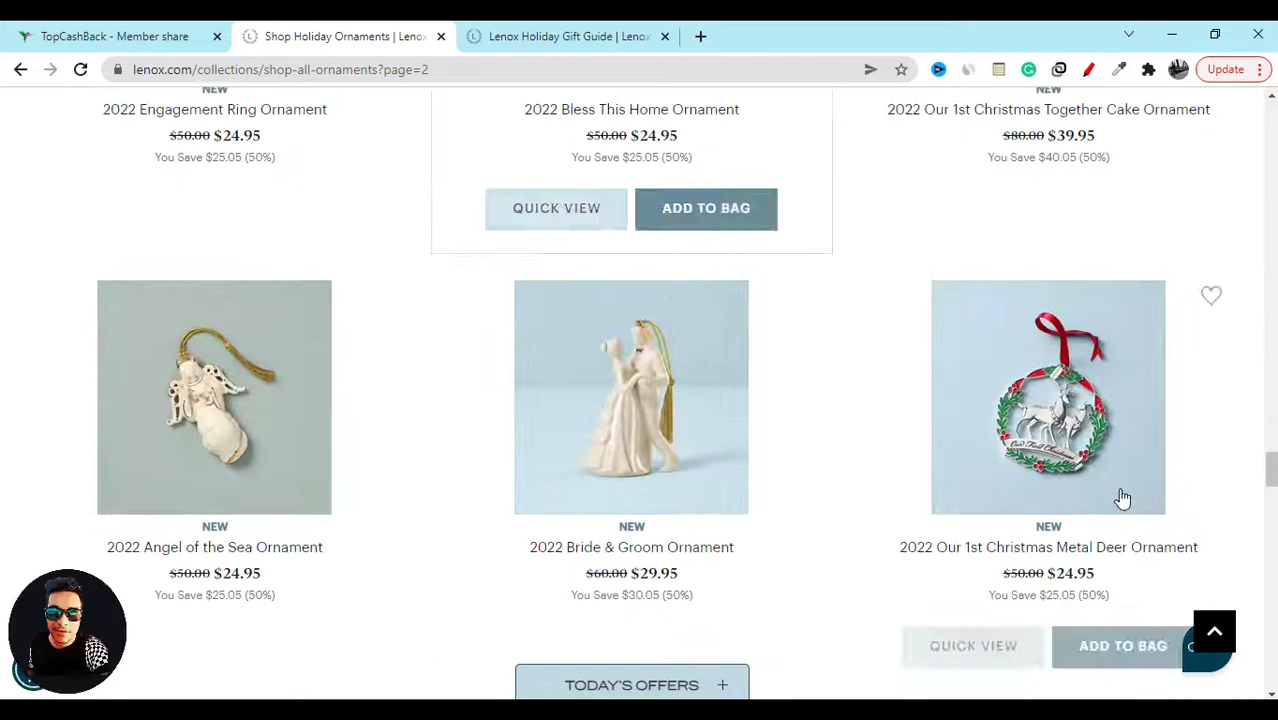 TopCashBack - Member share
Shop Holiday Ornaments | Lenox
Lenox Holiday Gift Guide | Lenox
lenox.com/collections/shop-all-ornaments?page=2
Update
NEW
NEW
2022 Engagement Ring Ornament
2022 Bless This Home Ornament
2022 Our 1st Christmas Together Cake Ornament
$50.00 $24.95
$50.00 $24.95
$80.00 $39.95
You Save $25.05 (50%)
You Save $25.05 (50%)
You Save $40.05 (50%)
QUICK VIEW
ADD TO BAG
Our First Christmas
NEW
NEW
NEW
2022 Angel of the Sea Ornament
2022 Bride & Groom Ornament
2022 Our 1st Christmas Metal Deer Ornament
$50.00 $24.95
$60.00 $29.95
$50.00 $24.95
You Save $25.05 (50%)
You Save $30.05 (50%)
You Save $25.05 (50%)
QUICK VIEW
ADD TO BAG
TODAY'S OFFERS +